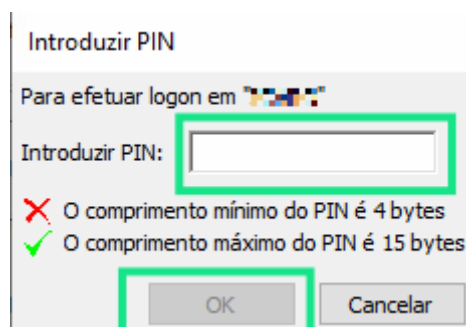 Introduzir PIN
Para efetuar logon em ""
Introduzir PIN:
O comprimento mínimo do PIN é 4 bytes
O comprimento máximo do PIN é 15 bytes
OK Cancelar